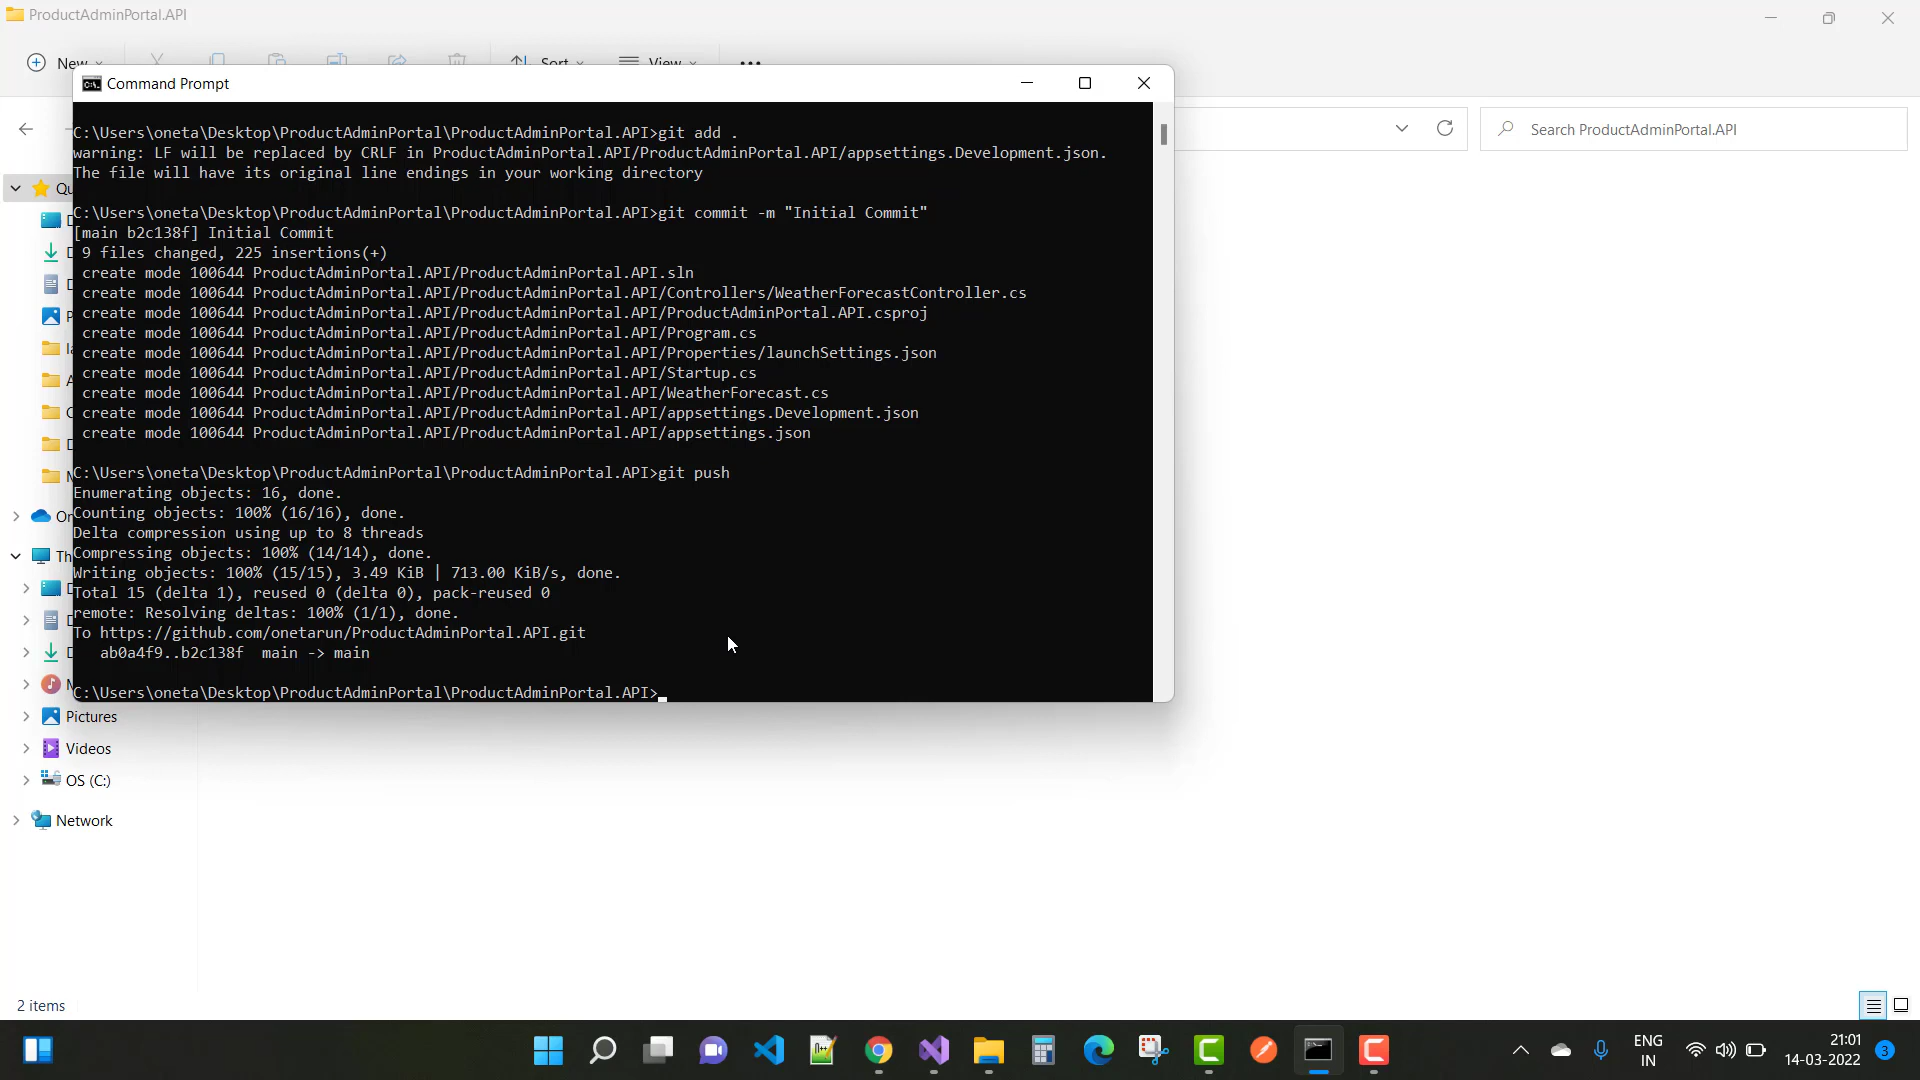 ProductAdminPortal.API
New
Sort
View
Command Prompt
Search ProductAdminPortal.API
C:\Users\oneta\Desktop\ProductAdminPortal\ProductAdminPortal.API>git add .
warning: LF will be replaced by CRLF in ProductAdminPortal.API/ProductAdminPortal.API/appsettings.Development.json.
The file will have its original line endings in your working directory
C:\Users\oneta\Desktop\ProductAdminPortal\ProductAdminPortal.API>git commit -m "Initial Commit"
[main b2c138f] Initial Commit
9 files changed, 225 insertions(+)
create mode 100644 ProductAdminPortal.API/ProductAdminPortal.API.sln
create mode 100644 ProductAdminPortal.API/ProductAdminPortal.API/Controllers/WeatherForecastController.cs
create mode 100644 ProductAdminPortal.API/ProductAdminPortal.API/ProductAdminPortal.API.csproj
create mode 100644 ProductAdminPortal.API/ProductAdminPortal.API/Program.cs
create mode 100644 ProductAdminPortal.API/ProductAdminPortal.API/Properties/launchSettings.json
create mode 100644 ProductAdminPortal.API/ProductAdminPortal.API/Startup.cs
create mode 100644 ProductAdminPortal.API/ProductAdminPortal.API/WeatherForecast.cs
create mode 100644 ProductAdminPortal.API/ProductAdminPortal.API/appsettings.Development.json
create mode 100644 ProductAdminPortal.API/ProductAdminPortal.API/appsettings.json
C:\Users\oneta\Desktop\ProductAdminPortal\ProductAdminPortal.API>git push
Enumerating objects: 16, done.
Counting objects: 100% (16/16), done.
Delta compression using up to 8 threads
Compressing objects: 100% (14/14), done.
Writing objects: 100% (15/15), 3.49 KiB | 713.00 KiB/s, done.
Total 15 (delta 1), reused 0 (delta 0), pack-reused 0
remote: Resolving deltas: 100% (1/1), done.
To https://github.com/onetarun/ProductAdminPortal.API.git
ab0a4f9..b2c138f  main -> main
C:\Users\oneta\Desktop\ProductAdminPortal\ProductAdminPortal.API>
Pictures
Videos
OS (C:)
Network
2 items
ENG
IN
21:01
14-03-2022
3